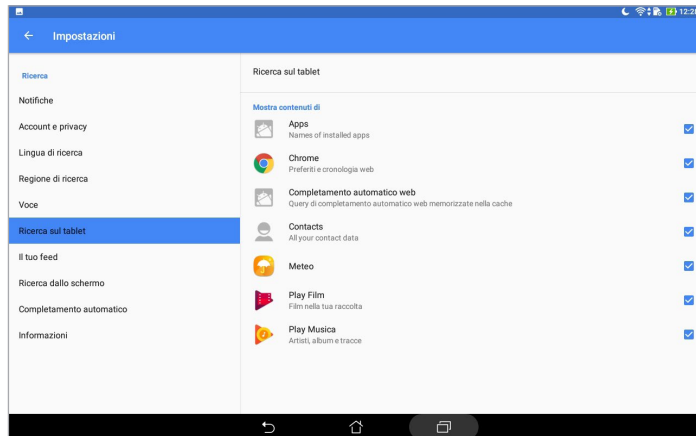 12:28
Impostazioni
Ricerca
Notifiche
Account e privacy
Lingua di ricerca
Regione di ricerca
Voce
Ricerca sul tablet
Il tuo feed
Ricerca dallo schermo
Completamento automatico
Informazioni
Ricerca sul tablet
Mostra contenuti di
Apps
Names of installed apps
Chrome
Preferiti e cronologia web
Completamento automatico web
Query di completamento automatico web memorizzate nella cache
Contacts
All your contact data
Meteo
Play Film
Film nella tua raccolta
Play Musica
Artisti, album e tracce